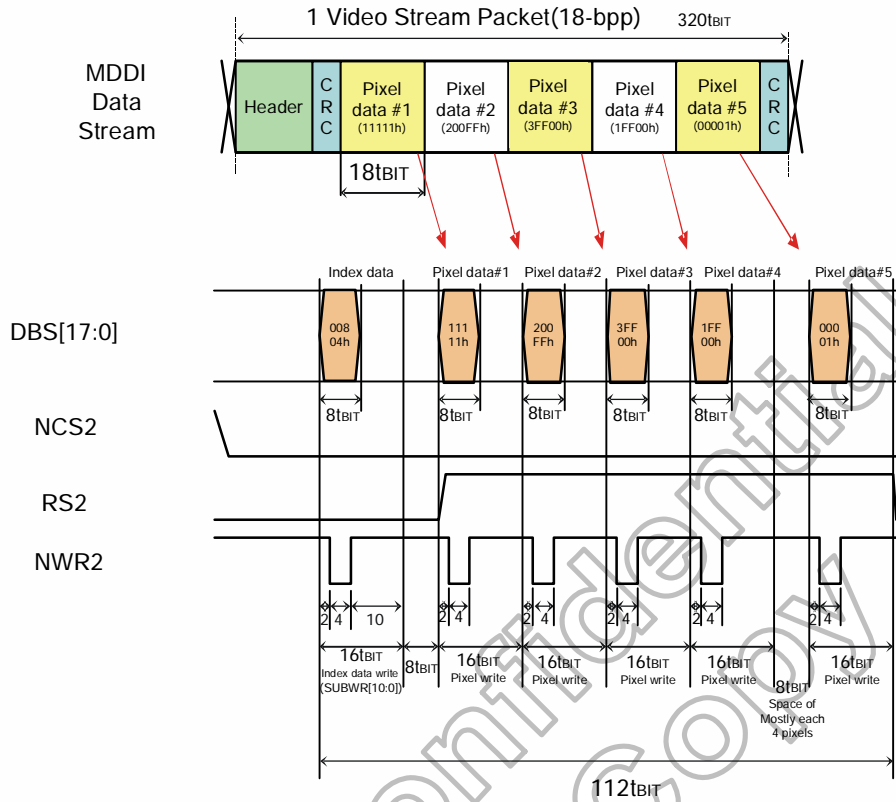 1 Video Stream Packet(18-bpp) 320tBIT
MDDI
Data
Stream
Header
C
R
C
Pixel
data #1
(11111h)
Pixel
data #2
(200FFh)
Pixel
data #3
(3FF00h)
Pixel
data #4
(1FF00h)
Pixel
data #5
(00001h)
C
R
C
18tBIT
Index data Pixel data#1 Pixel data#2 Pixel data#3 Pixel data#4 Pixel data#5
DBS[17:0]
008
04h
111
11h
200
FFh
3FF
00h
1FF
00h
000
01h
8tBIT 8tBIT 8tBIT 8tBIT 8tBIT 8tBIT
NCS2
RS2
NWR2
2 4 10 2 4 2 4 2 4 2 4 2 4
16tBIT
Index data write
(SUBWR[10:0])
8tBIT
16tBIT
Pixel write
16tBIT
Pixel write
16tBIT
Pixel write
16tBIT
Pixel write
8tBIT
Space of
Mostly each
4 pixels
16tBIT
Pixel write
112tBIT
Confidential
Copy